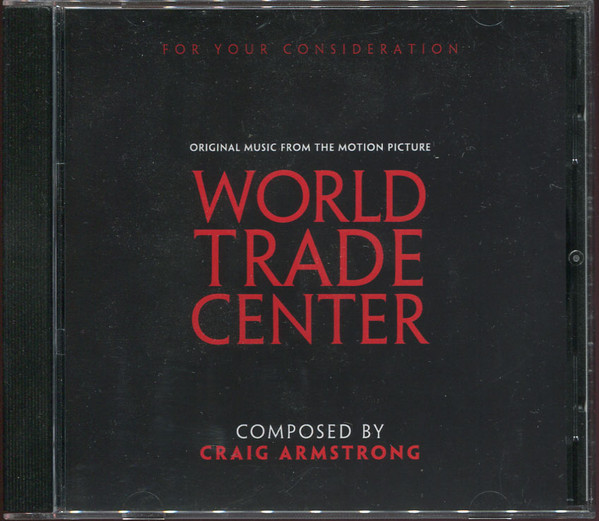 FOR YOUR CONSIDERATION
ORIGINAL MUSIC FROM THE MOTION PICTURE
WORLD
TRADE
CENTER
COMPOSED BY
CRAIG ARMSTRONG